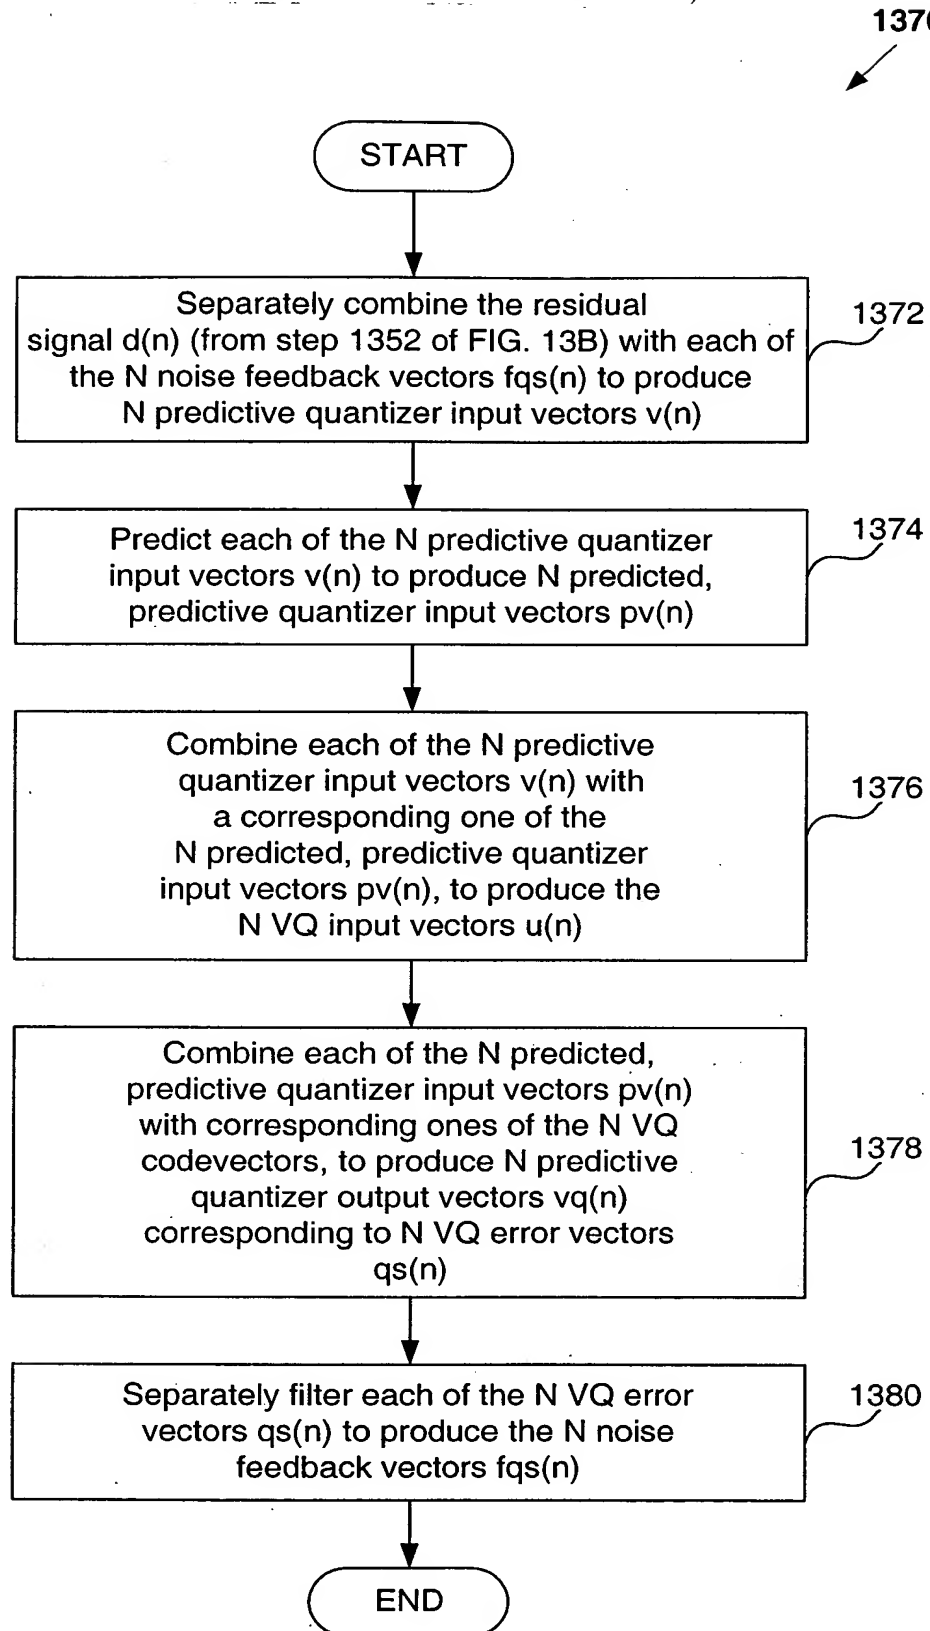 START
Separately combine the residual
signal d(n) (from step 1352 of FIG. 13B) with each of
the N noise feedback vectors fqs(n) to produce
N predictive quantizer input vectors v(n)
1372
Predict each of the N predictive quantizer
input vectors v(n) to produce N predicted,
predictive quantizer input vectors pv(n)
1374
Combine each of the N predictive
quantizer input vectors v(n) with
a corresponding one of the
N predicted, predictive quantizer
input vectors pv(n), to produce the
N VQ input vectors u(n)
1376
Combine each of the N predicted,
predictive quantizer input vectors pv(n)
with corresponding ones of the N VQ
codevectors, to produce N predictive
quantizer output vectors vq(n)
corresponding to N VQ error vectors
qs(n)
1378
Separately filter each of the N VQ error
vectors qs(n) to produce the N noise
feedback vectors fqs(n)
1380
END